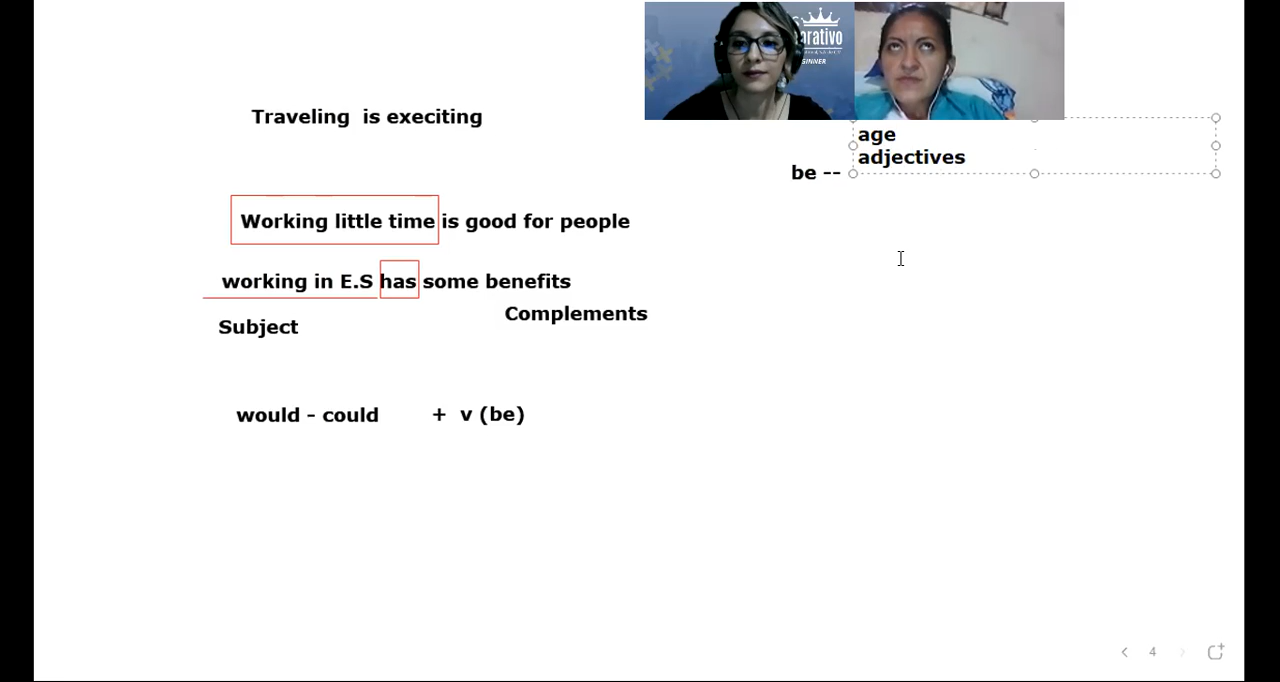 arativo
Traveling is execiting
age
adjectives
be --
Working little time is good for people
working in E.S has some benefits
Complements
Subject
would - could + v (be)
4